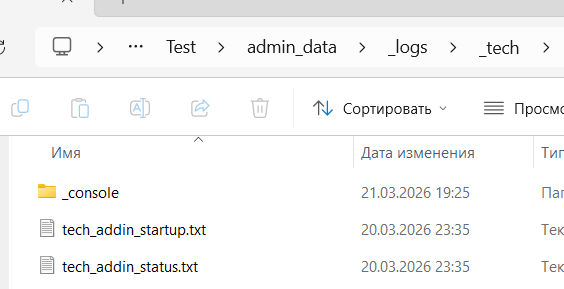 … Test > admin_data > _logs > _tech >
Сортировать Просмо
Имя Дата изменения Тип
_console 21.03.2026 19:25 Пап
tech_addin_startup.txt 20.03.2026 23:35 Тек
tech_addin_status.txt 20.03.2026 23:35 Тек